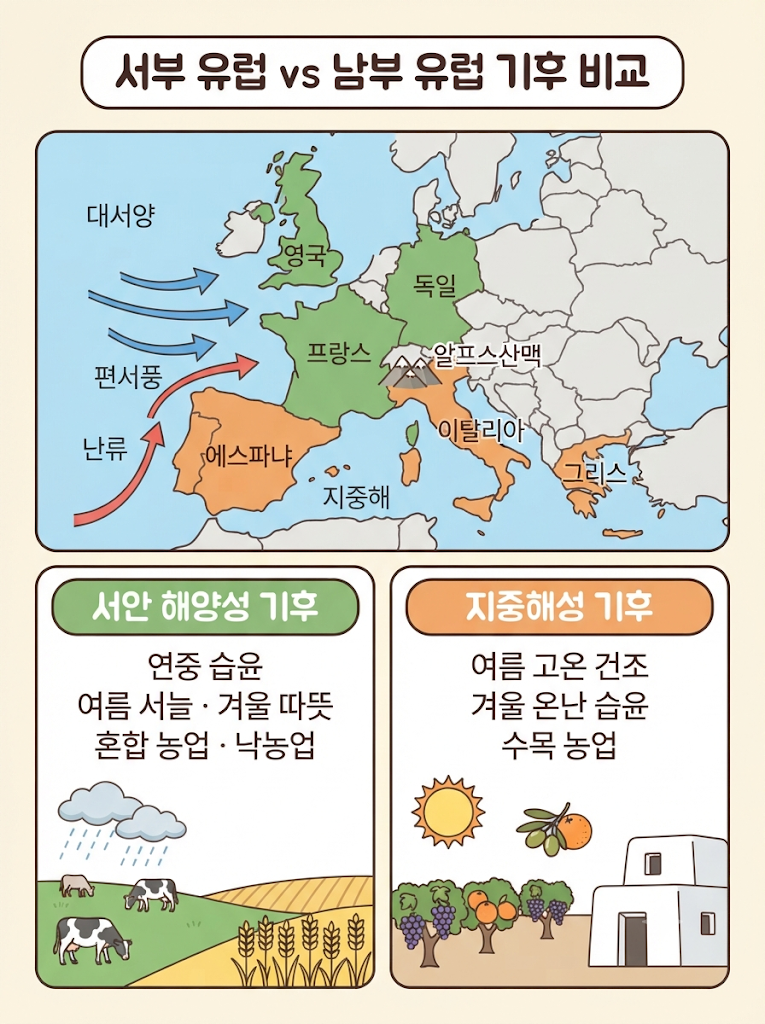 서부 유럽 vs 남부 유럽 기후 비교
대서양
영국
독일
프랑스
알프스산맥
편서풍
이탈리아
난류
에스파냐
그리스
지중해
서안 해양성 기후
연중 습윤
여름 서늘 · 겨울 따뜻
혼합 농업 · 낙농업
지중해성 기후
여름 고온 건조
겨울 온난 습윤
수목 농업